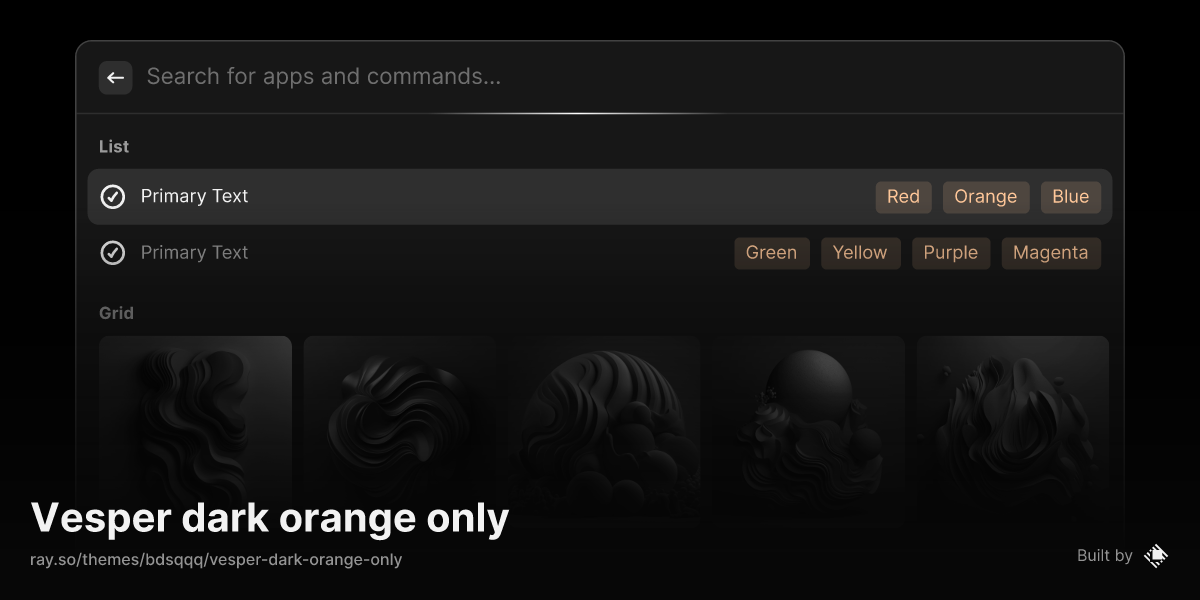 Search for apps and commands...
List
Primary Text Red Orange Blue
Primary Text Green Yellow Purple Magenta
Grid
Vesper dark orange only
ray.so/themes/bdsqqq/vesper-dark-orange-only
Built by